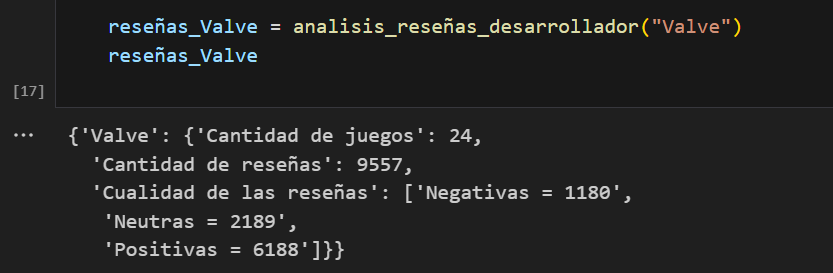 reseñas_Valve = analisis_reseñas_desarrollador("Valve")
reseñas_Valve
[17]
... {'Valve': {'Cantidad de juegos': 24,
'Cantidad de reseñas': 9557,
'Cualidad de las reseñas': ['Negativas = 1180',
'Neutras = 2189',
'Positivas = 6188']}}